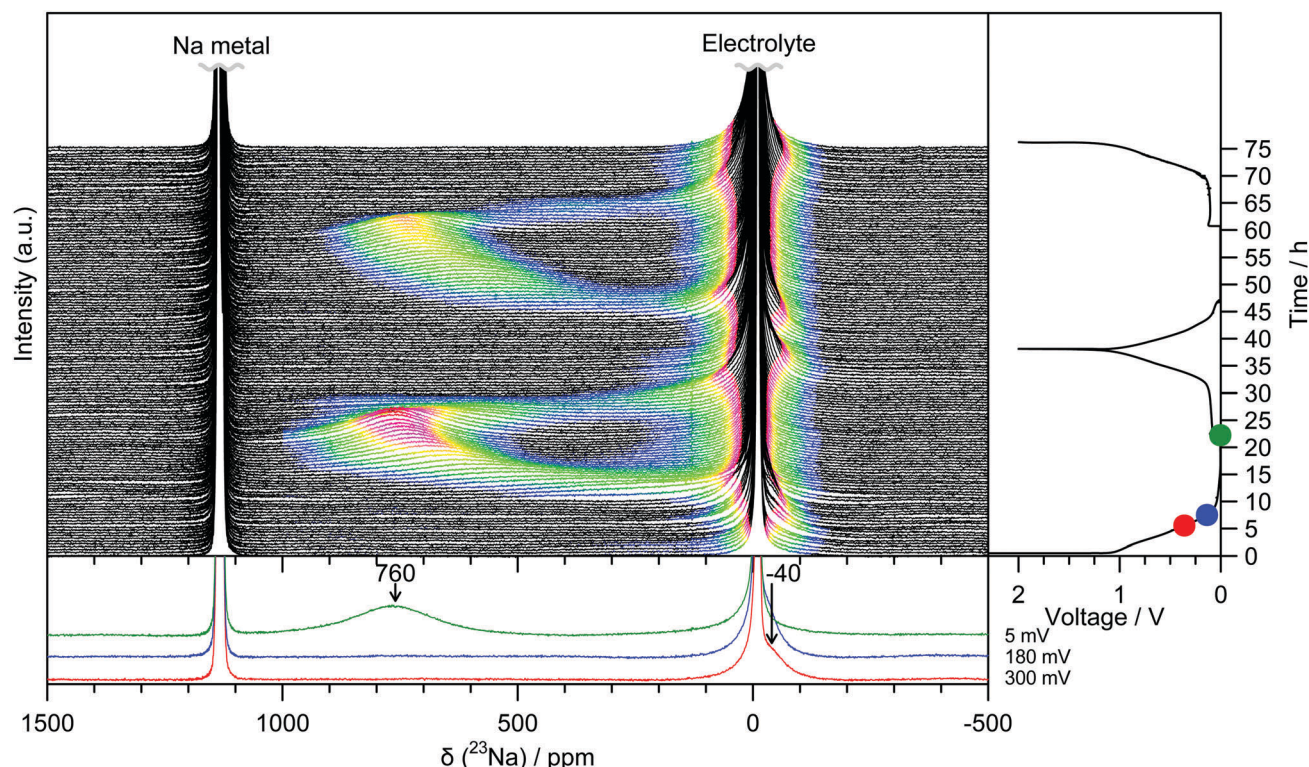 Na metal
Electrolyte
Intensity (a.u.)
75
70
65
60
55
50
45
40
35
30
25
20
15
10
5
0
Time / h
2 1 0
Voltage / V
760
-40
5 mV
180 mV
300 mV
1500 1000 500 0 -500
δ (²³Na) / ppm